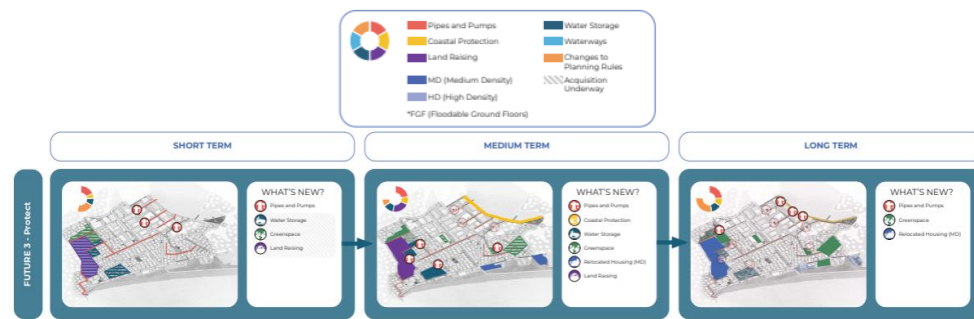 Pipes and Pumps
Coastal Protection
Land Raising
MD (Medium Density)
HD (High Density)
*FGF (Floodable Ground Floors)
Water Storage
Waterways
Changes to
Planning Rules
Acquisition
Underway
SHORT TERM
MEDIUM TERM
LONG TERM
FUTURE 3 - Protect
WHAT'S NEW?
Pipes and Pumps
Water Storage
Greenspace
Land Raising
WHAT'S NEW?
Pipes and Pumps
Coastal Protection
Water Storage
Greenspace
Relocated Housing (MD)
Land Raising
WHAT'S NEW?
Pipes and Pumps
Greenspace
Relocated Housing (MD)